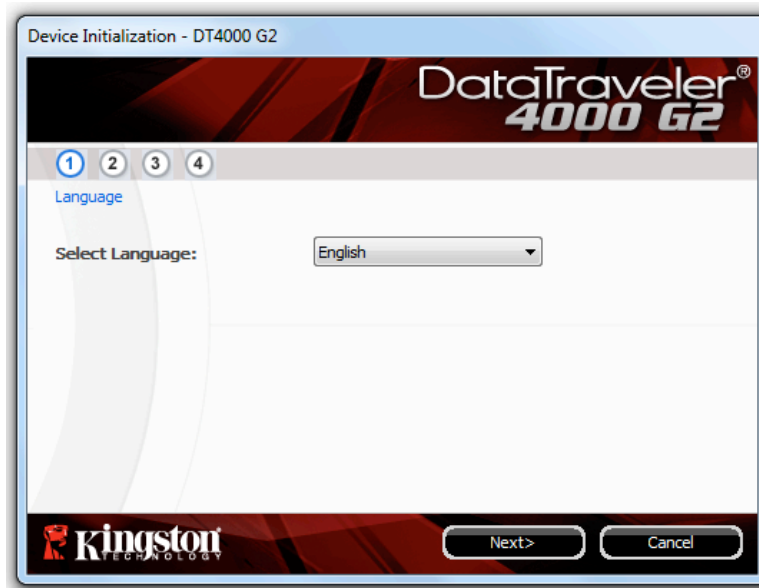 Device Initialization - DT4000 G2
DataTraveler®
4000 G2
1 2 3 4
Language
Select Language: English
Kingston
TECHNOLOGY
Next> Cancel